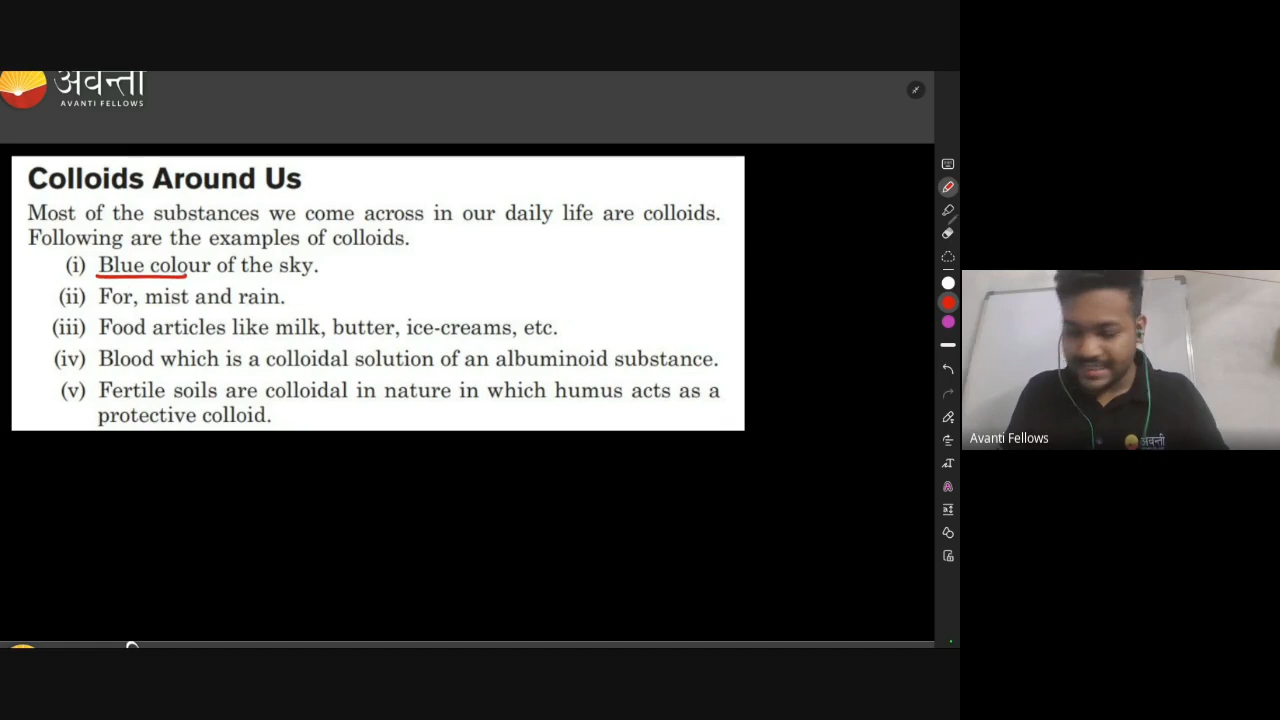 अवन्ती
AVANTI FELLOWS
Colloids Around Us
Most of the substances we come across in our daily life are colloids.
Following are the examples of colloids.
(i) Blue colour of the sky.
(ii) For, mist and rain.
(iii) Food articles like milk, butter, ice-creams, etc.
(iv) Blood which is a colloidal solution of an albuminoid substance.
(v) Fertile soils are colloidal in nature in which humus acts as a
protective colloid.
अवन्ती
Avanti Fellows